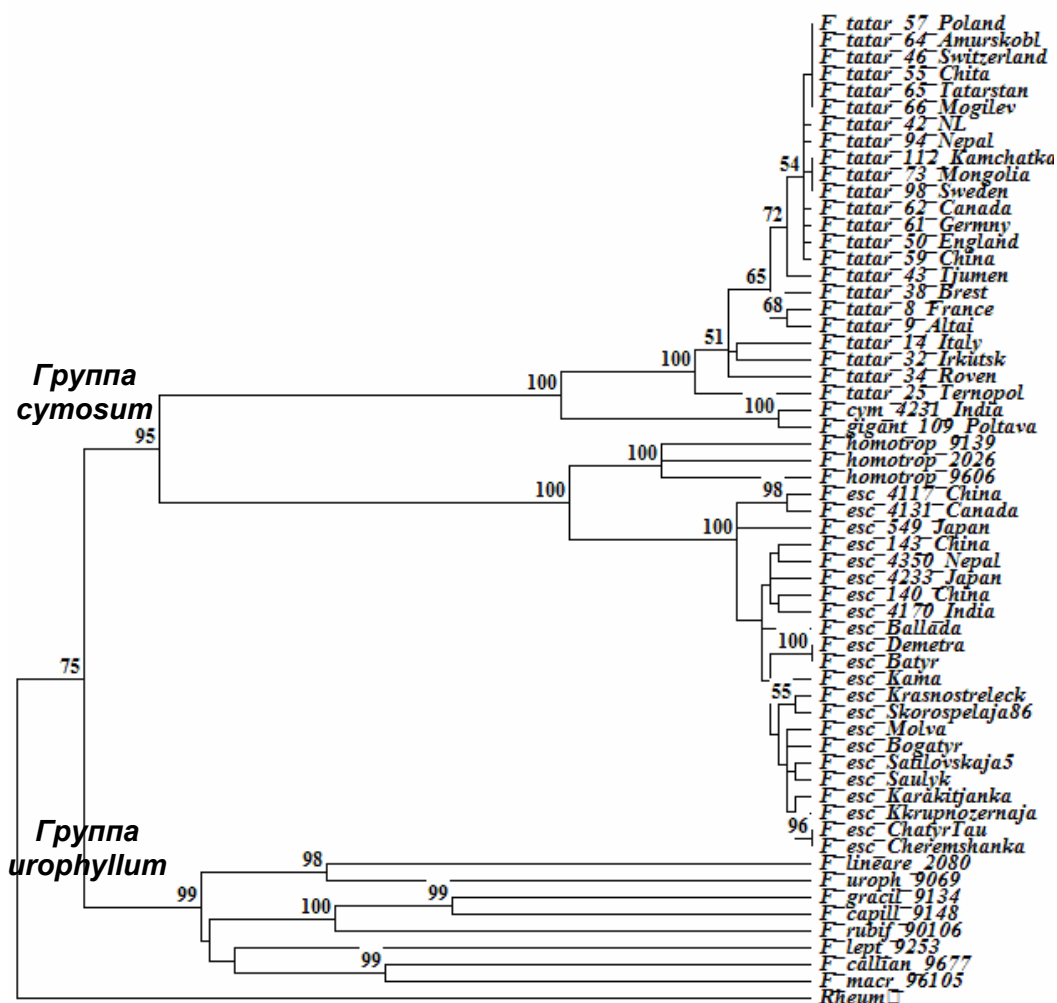 F_tatar_57_Poland
F_tatar_64_Amurskobl
F_tatar_46_Switzerland
F_tatar_55_Chita
F_tatar_65_Tatarstan
F_tatar_66_Mogilev
F_tatar_42_NL
F_tatar_94_Nepal
F_tatar_112_Kamchatka
54
F_tatar_73_Mongolia
F_tatar_98_Sweden
F_tatar_62_Canada
72
F_tatar_61_Germny
F_tatar_50_England
F_tatar_59_China
65
F_tatar_43_Tjumen
F_tatar_38_Brest
68
F_tatar_8_France
F_tatar_9_Altai
51
F_tatar_14_Italy
100
F_tatar_32_Irkutsk
Группа
100
F_tatar_34_Roven
F_tatar_25_Ternopol
cymosum
100
F_cym_4231_India
F_gigant_109_Poltava
95
F_homotrop_9139
100
F_homotrop_2026
F_homotrop_9606
100
98
F_esc_4117_China
F_esc_4131_Canada
100
F_esc_549_Japan
F_esc_143_China
F_esc_4350_Nepal
F_esc_4233_Japan
F_esc_140_China
F_esc_4170_India
F_esc_Ballada
100
F_esc_Demetra
F_esc_Batyr
75
F_esc_Kama
55
F_esc_Krasnostreleck
F_esc_Skorospelaja86
F_esc_Molva
F_esc_Bogatyr
F_esc_Satilovskaja5
F_esc_Saulyk
F_esc_Karakitjanka
F_esc_Kkrupnozernaja
Группа
96
F_esc_ChatyrTau
F_esc_Cheremshanka
urophyllum
98
F_lineare_2080
F_uroph_9069
99
99
F_gracil_9134
100
F_capill_9148
F_rubif_90106
F_lept_9253
99
F_callian_9677
F_macr_96105
Rheum□